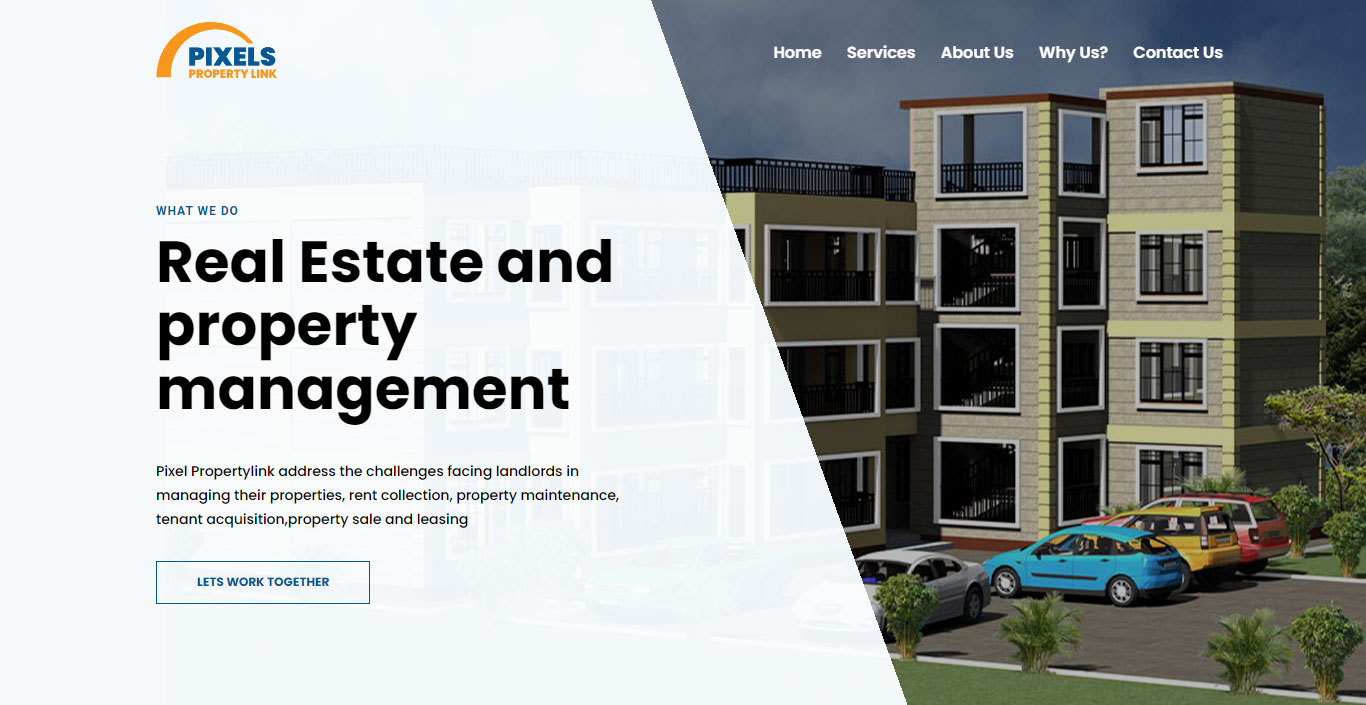 PIXELS
PROPERTY LINK
Home Services About Us Why Us? Contact Us
WHAT WE DO
Real Estate and
property
management
Pixel Propertylink address the challenges facing landlords in
managing their properties, rent collection, property maintenance,
tenant acquisition,property sale and leasing
LETS WORK TOGETHER